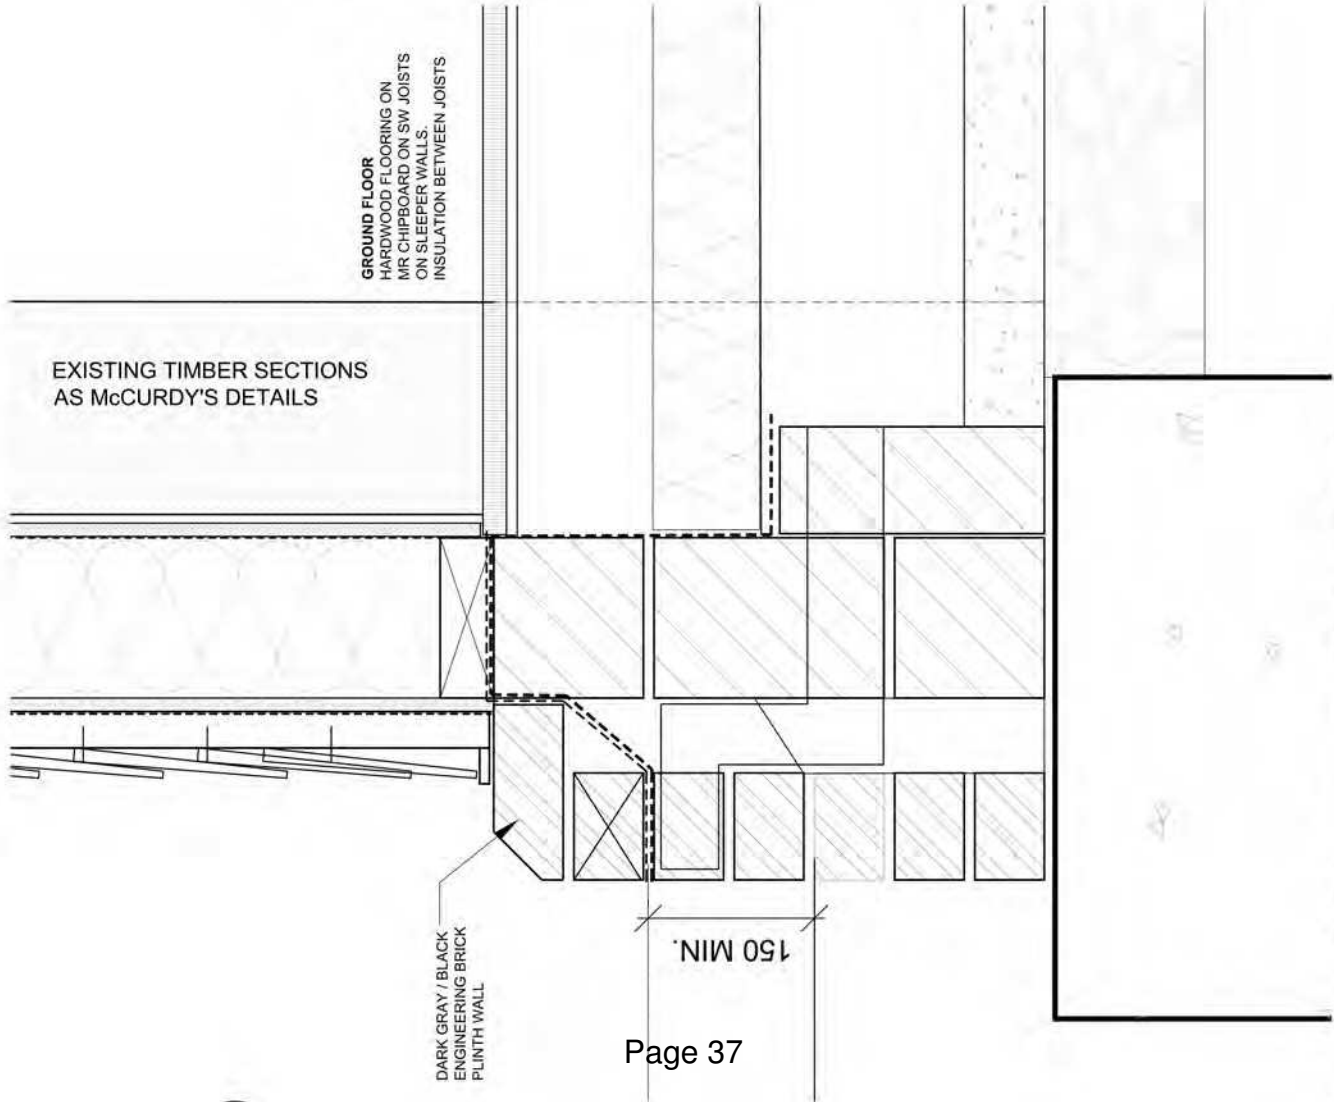 GROUND FLOOR
HARDWOOD FLOORING ON
MR CHIPBOARD ON SW JOISTS
ON SLEEPER WALLS.
INSULATION BETWEEN JOISTS
EXISTING TIMBER SECTIONS
AS McCURDY'S DETAILS
DARK GRAY / BLACK
ENGINEERING BRICK
PLINTH WALL
150 MIN.
Page 37